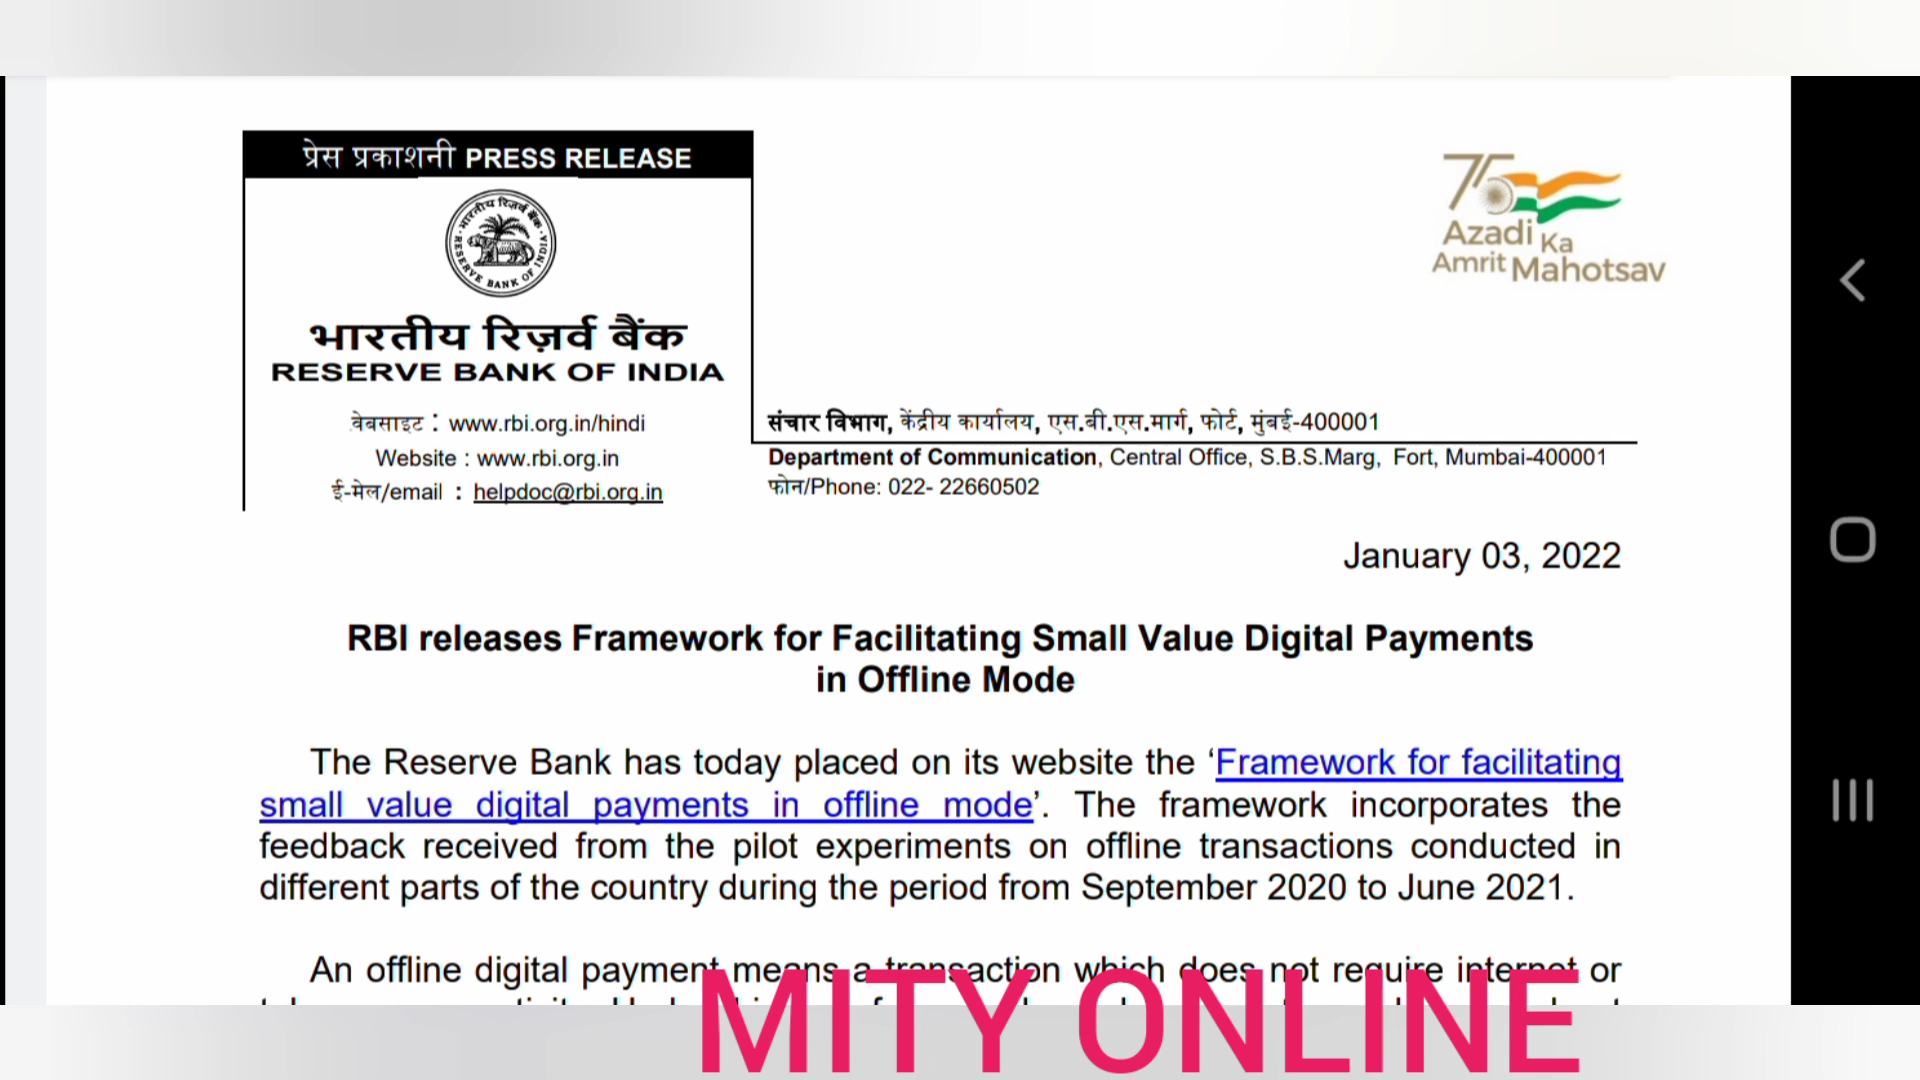 प्रेस प्रकाशनी PRESS RELEASE
भारतीय रिज़र्व बैंक
RESERVE BANK OF INDIA
भारतीय रिज़र्व बैंक
RESERVE BANK OF INDIA
वेबसाइट : www.rbi.org.in/hindi
Website : www.rbi.org.in
ई-मेल/email : helpdoc@rbi.org.in
75
Azadi Ka
Amrit Mahotsav
संचार विभाग, केंद्रीय कार्यालय, एस.बी.एस.मार्ग, फोर्ट, मुंबई-400001
Department of Communication, Central Office, S.B.S.Marg, Fort, Mumbai-400001
फोन/Phone: 022- 22660502
January 03, 2022
RBI releases Framework for Facilitating Small Value Digital Payments
in Offline Mode
The Reserve Bank has today placed on its website the ‘Framework for facilitating
small value digital payments in offline mode’. The framework incorporates the
feedback received from the pilot experiments on offline transactions conducted in
different parts of the country during the period from September 2020 to June 2021.
An offline digital payment means a transaction which does not require internet or
MITY ONLINE